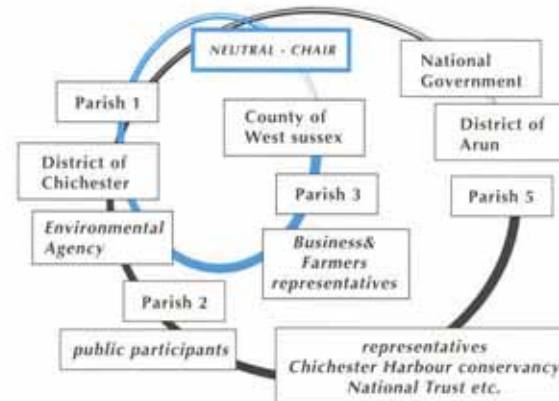 NEUTRAL - CHAIR
National
Government
Parish 1
County of
West sussex
District of
Arun
District of
Chichester
Parish 3
Parish 5
Environmental
Agency
Business&
Farmers
representatives
Parish 2
public participants
representatives
Chichester Harbour conservancy
National Trust etc.